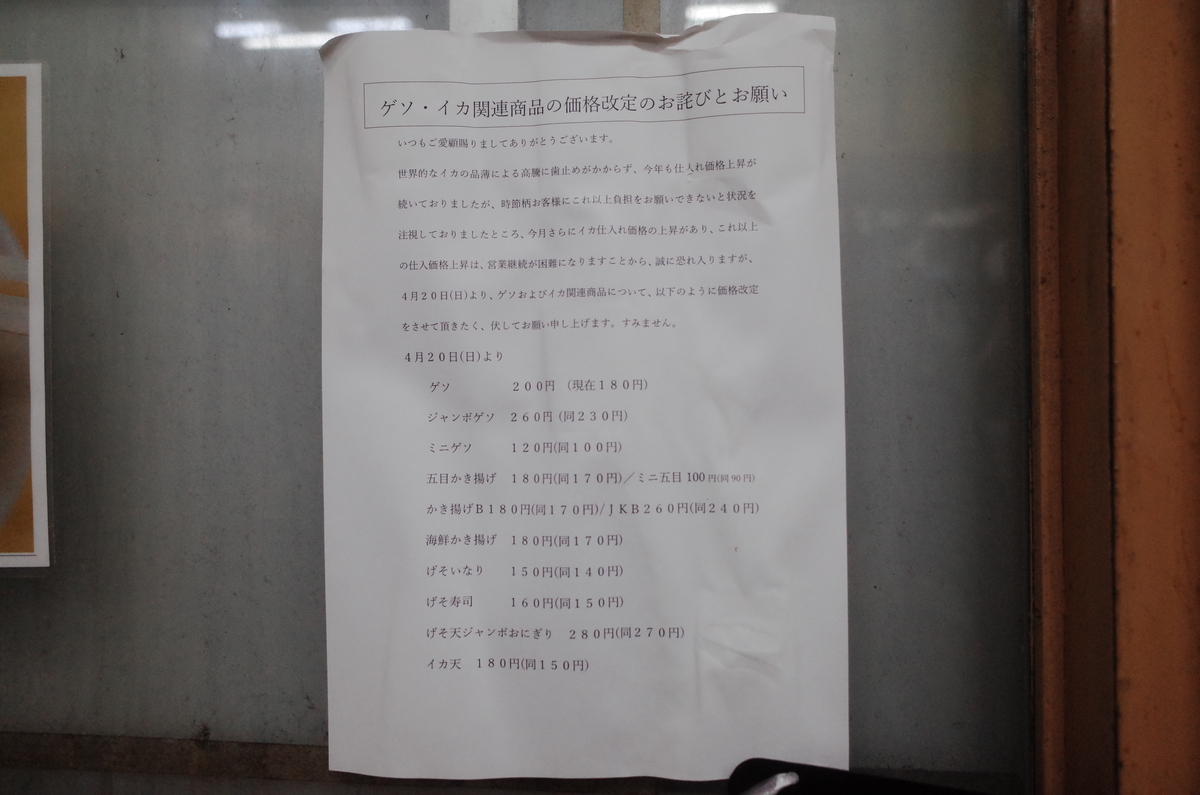 ゲソ・イカ関連商品の価格改定のお詫びとお願い
いつもご愛顧賜りましてありがとうございます。
世界的なイカの品薄による高騰に歯止めがかからず、今年も仕入れ価格上昇が
続いておりましたが、時節柄お客様にこれ以上負担をお願いできないと状況を
注視しておりましたところ、今月さらにイカ仕入れ価格の上昇があり、これ以上
の仕入価格上昇は、営業継続が困難になりますことから、誠に恐れ入りますが、
4月20日(日)より、ゲソおよびイカ関連商品について、以下のように価格改定
をさせて頂きたく、伏してお願い申し上げます。すみません。
4月20日(日)より
ゲソ 200円 (現在180円)
ジャンボゲソ 260円 (同230円)
ミニゲソ 120円(同100円)
五目かき揚げ 180円(同170円)/ミニ五目 100円(同90円)
かき揚げB180円(同170円)/JKB260円(同240円)
海鮮かき揚げ 180円(同170円)
げそいなり 150円(同140円)
げそ寿司 160円(同150円)
げそ天ジャンボおにぎり 280円(同270円)
イカ天 180円(同150円)